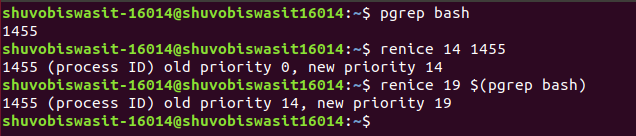 shuvobiswasit-16014@shuvobiswasit16014:~$ pgrep bash
1455
shuvobiswasit-16014@shuvobiswasit16014:~$ renice 14 1455
1455 (process ID) old priority 0, new priority 14
shuvobiswasit-16014@shuvobiswasit16014:~$ renice 19 $(pgrep bash)
1455 (process ID) old priority 14, new priority 19
shuvobiswasit-16014@shuvobiswasit16014:~$